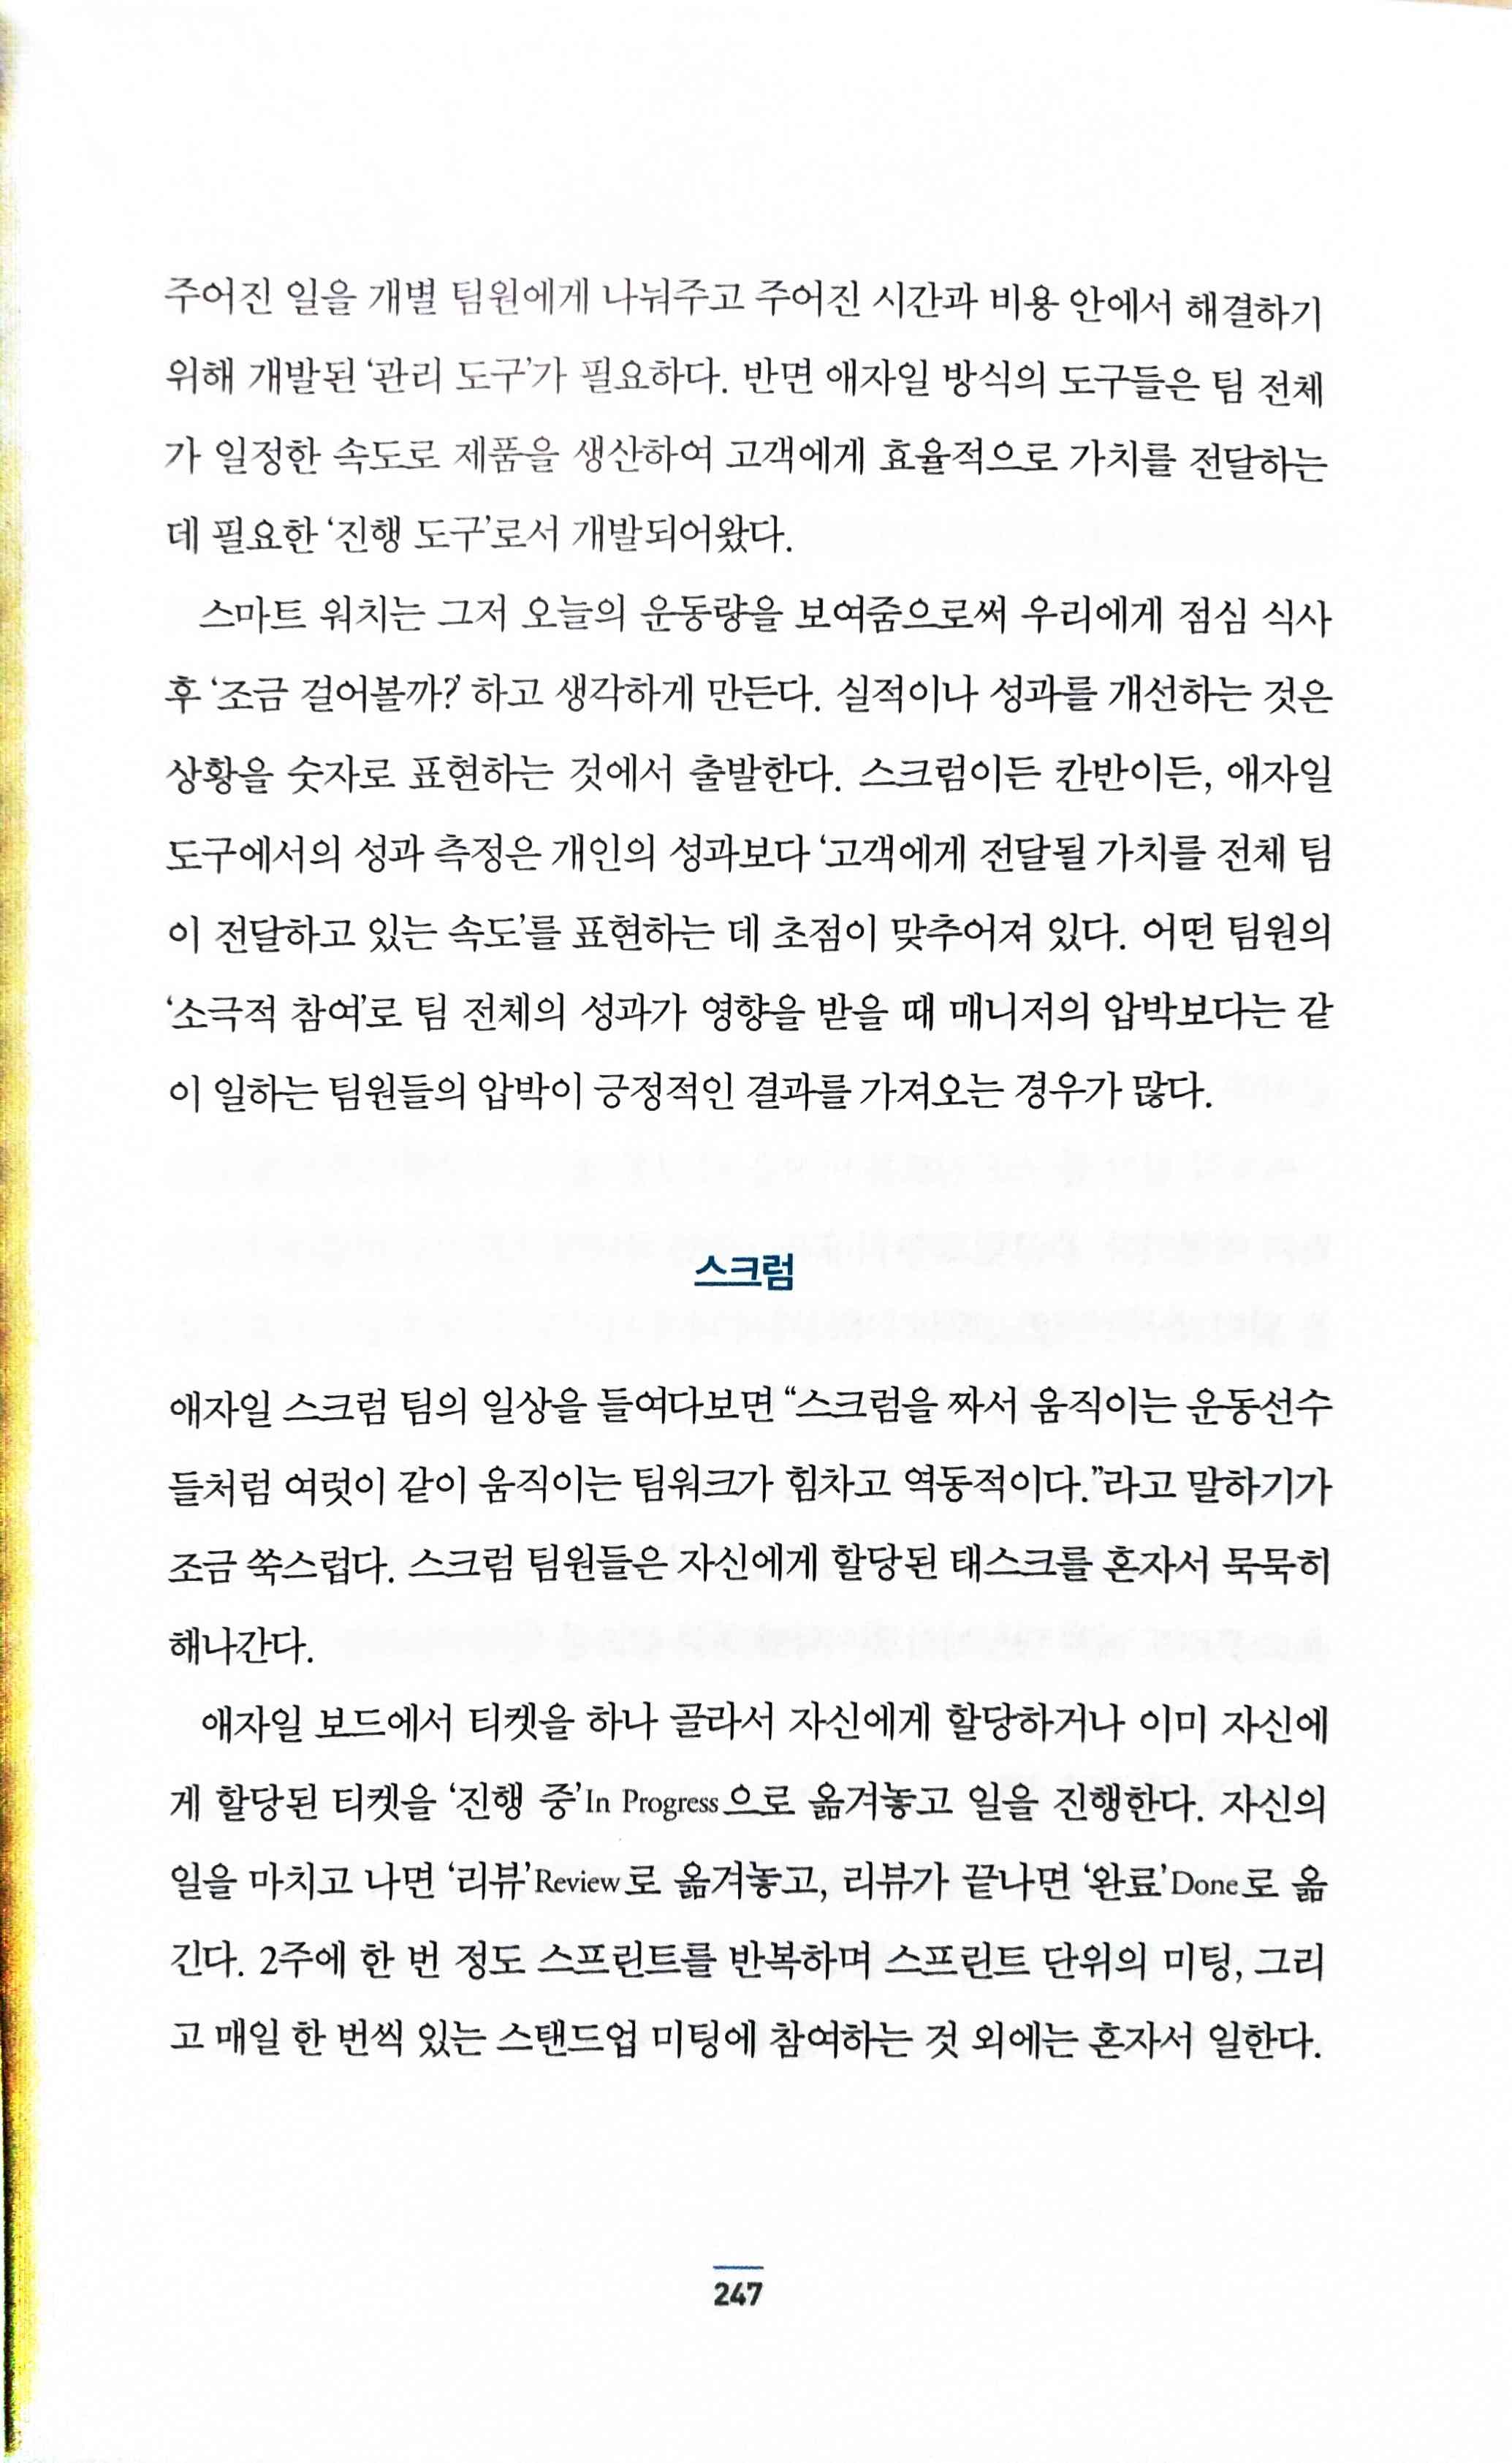 주어진 일을 개별 팀원에게 나눠주고 주어진 시간과 비용 안에서 해결하기
위해 개발된 ‘관리 도구’가 필요하다. 반면 애자일 방식의 도구들은 팀 전체
가 일정한 속도로 제품을 생산하여 고객에게 효율적으로 가치를 전달하는
데 필요한 ‘진행 도구’로서 개발되어왔다.
스마트 워치는 그저 오늘의 운동량을 보여줌으로써 우리에게 점심 식사
후 ‘조금 걸어볼까?’ 하고 생각하게 만든다. 실적이나 성과를 개선하는 것은
상황을 숫자로 표현하는 것에서 출발한다. 스크럼이든 칸반이든, 애자일
도구에서의 성과 측정은 개인의 성과보다 ‘고객에게 전달될 가치를 전체 팀
이 전달하고 있는 속도’를 표현하는 데 초점이 맞추어져 있다. 어떤 팀원의
‘소극적 참여’로 팀 전체의 성과가 영향을 받을 때 매니저의 압박보다는 같
이 일하는 팀원들의 압박이 긍정적인 결과를 가져오는 경우가 많다.
스크럼
애자일 스크럼 팀의 일상을 들여다보면 “스크럼을 짜서 움직이는 운동선수
들처럼 여럿이 같이 움직이는 팀워크가 힘차고 역동적이다.”라고 말하기가
조금 쑥스럽다. 스크럼 팀원들은 자신에게 할당된 태스크를 혼자서 묵묵히
해나간다.
애자일 보드에서 티켓을 하나 골라서 자신에게 할당하거나 이미 자신에
게 할당된 티켓을 ‘진행 중’In Progress으로 옮겨놓고 일을 진행한다. 자신의
일을 마치고 나면 ‘리뷰’Review로 옮겨놓고, 리뷰가 끝나면 ‘완료’Done로 옮
긴다. 2주에 한 번 정도 스프린트를 반복하며 스프린트 단위의 미팅, 그리
고 매일 한 번씩 있는 스탠드업 미팅에 참여하는 것 외에는 혼자서 일한다.
247